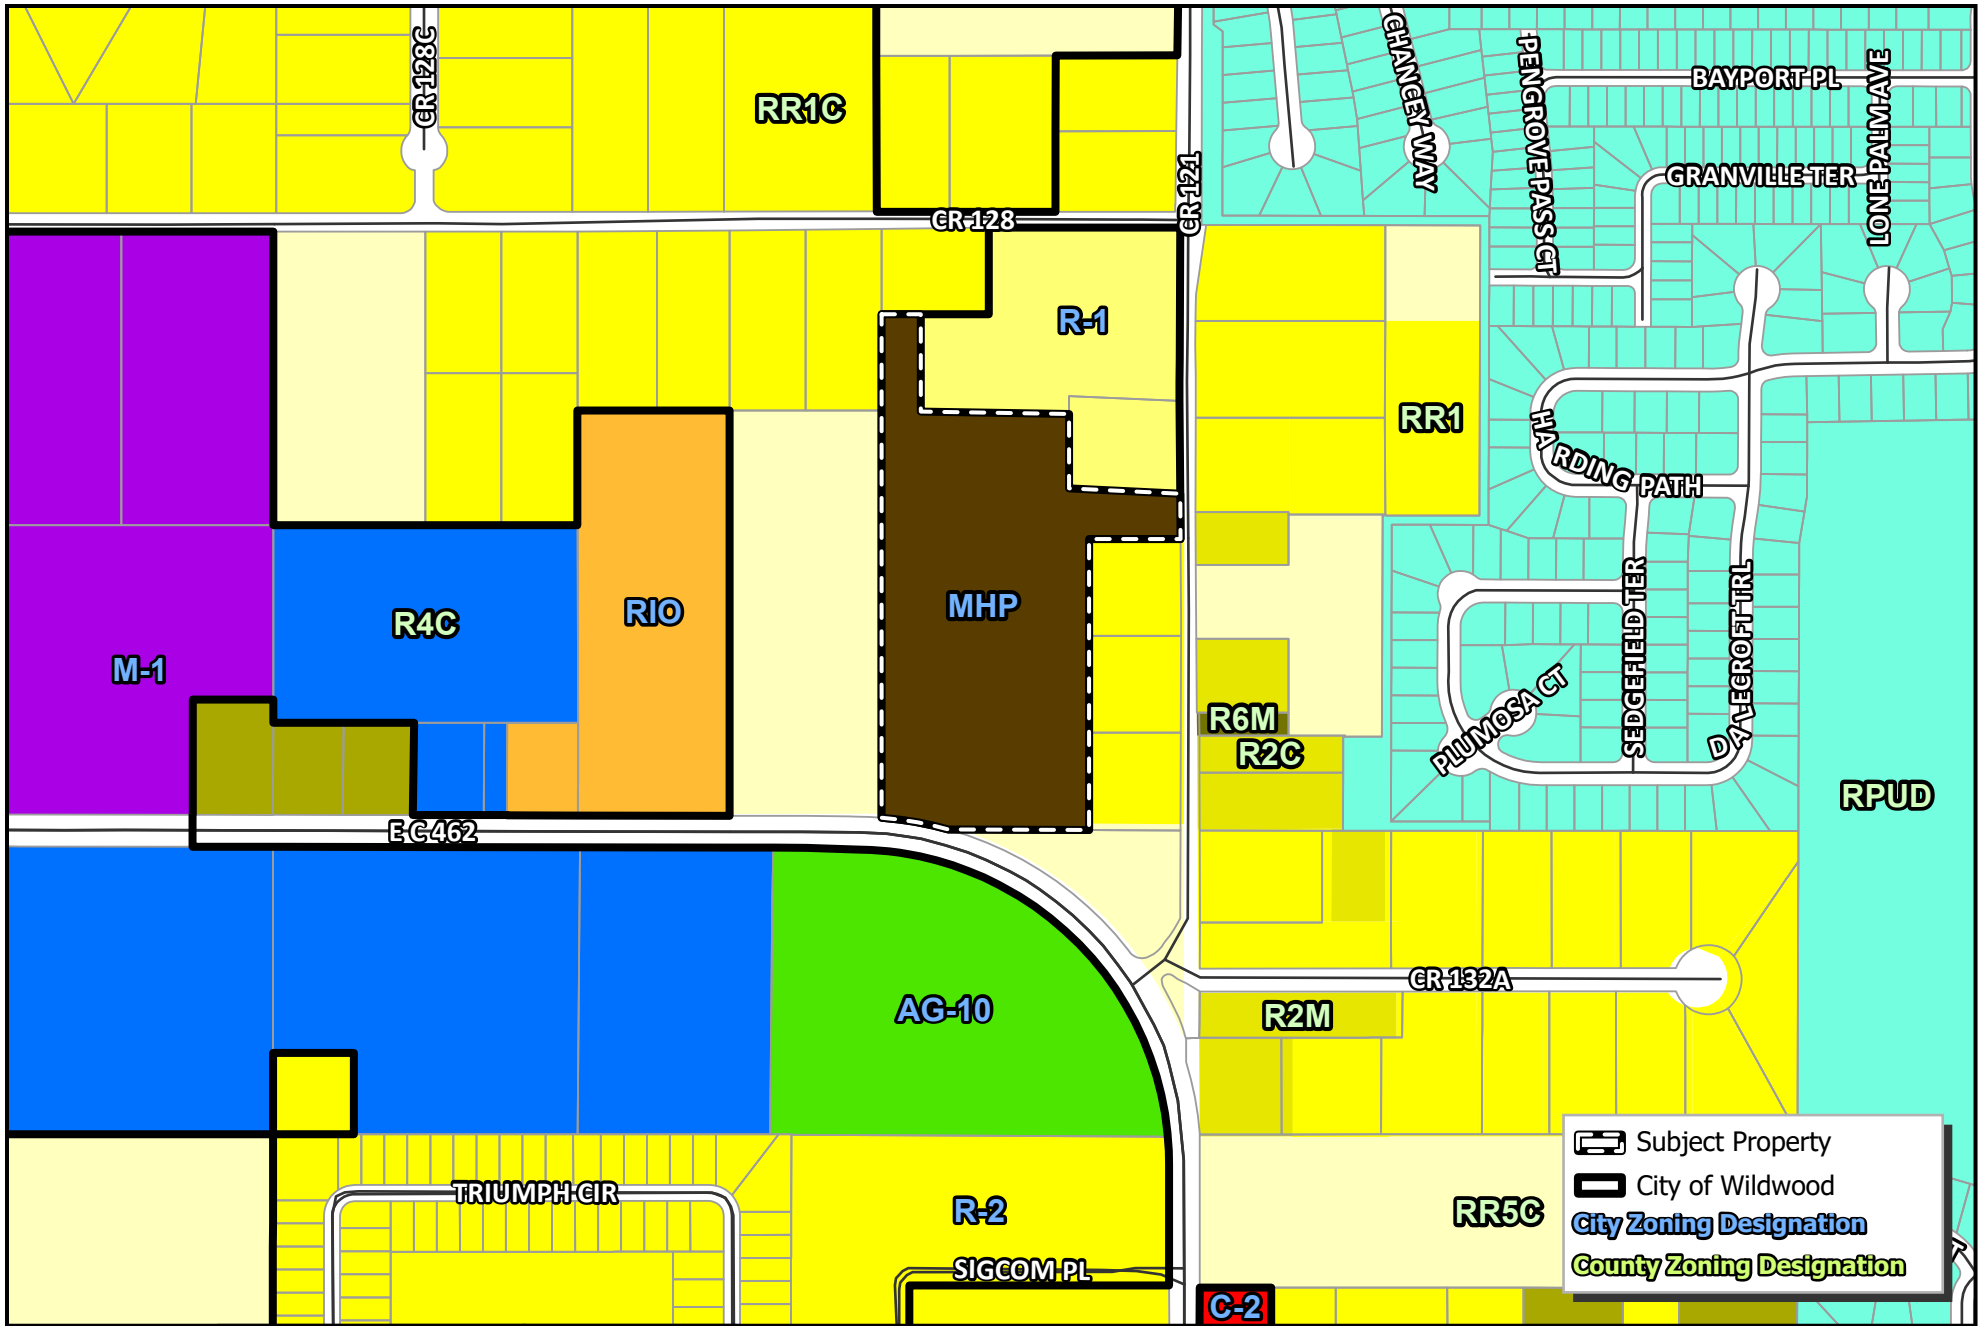 CR 128C
CHANCEY WAY
PENGROVE PASS CT
BAYPORT PL
LONE PALM AVE
RR1C
CR 121
GRANVILLE TER
CR 128
R-1
RR1
HARDING PATH
MHP
R4C
RIO
M-1
SEDGEFIELD TER
DALECROFT TRL
PLUMOSA CT
R6M
R2C
RPUD
E C 462
CR 132A
AG-10
R2M
TRIUMPH CIR
R-2
RR5C
SIGCOM PL
C-2
Subject Property
City of Wildwood
City Zoning Designation
County Zoning Designation